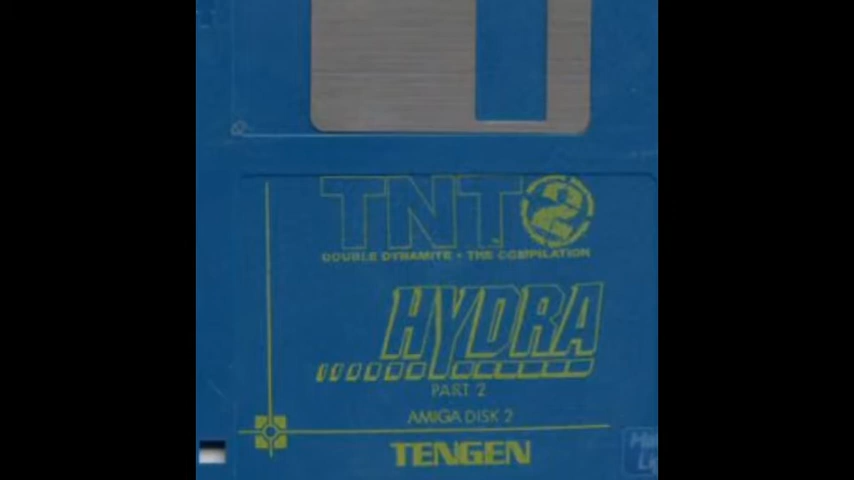 TNT 2
DOUBLE DYNAMITE • THE COMPILATION
HYDRA
PART 2
AMIGA DISK 2
TENGEN